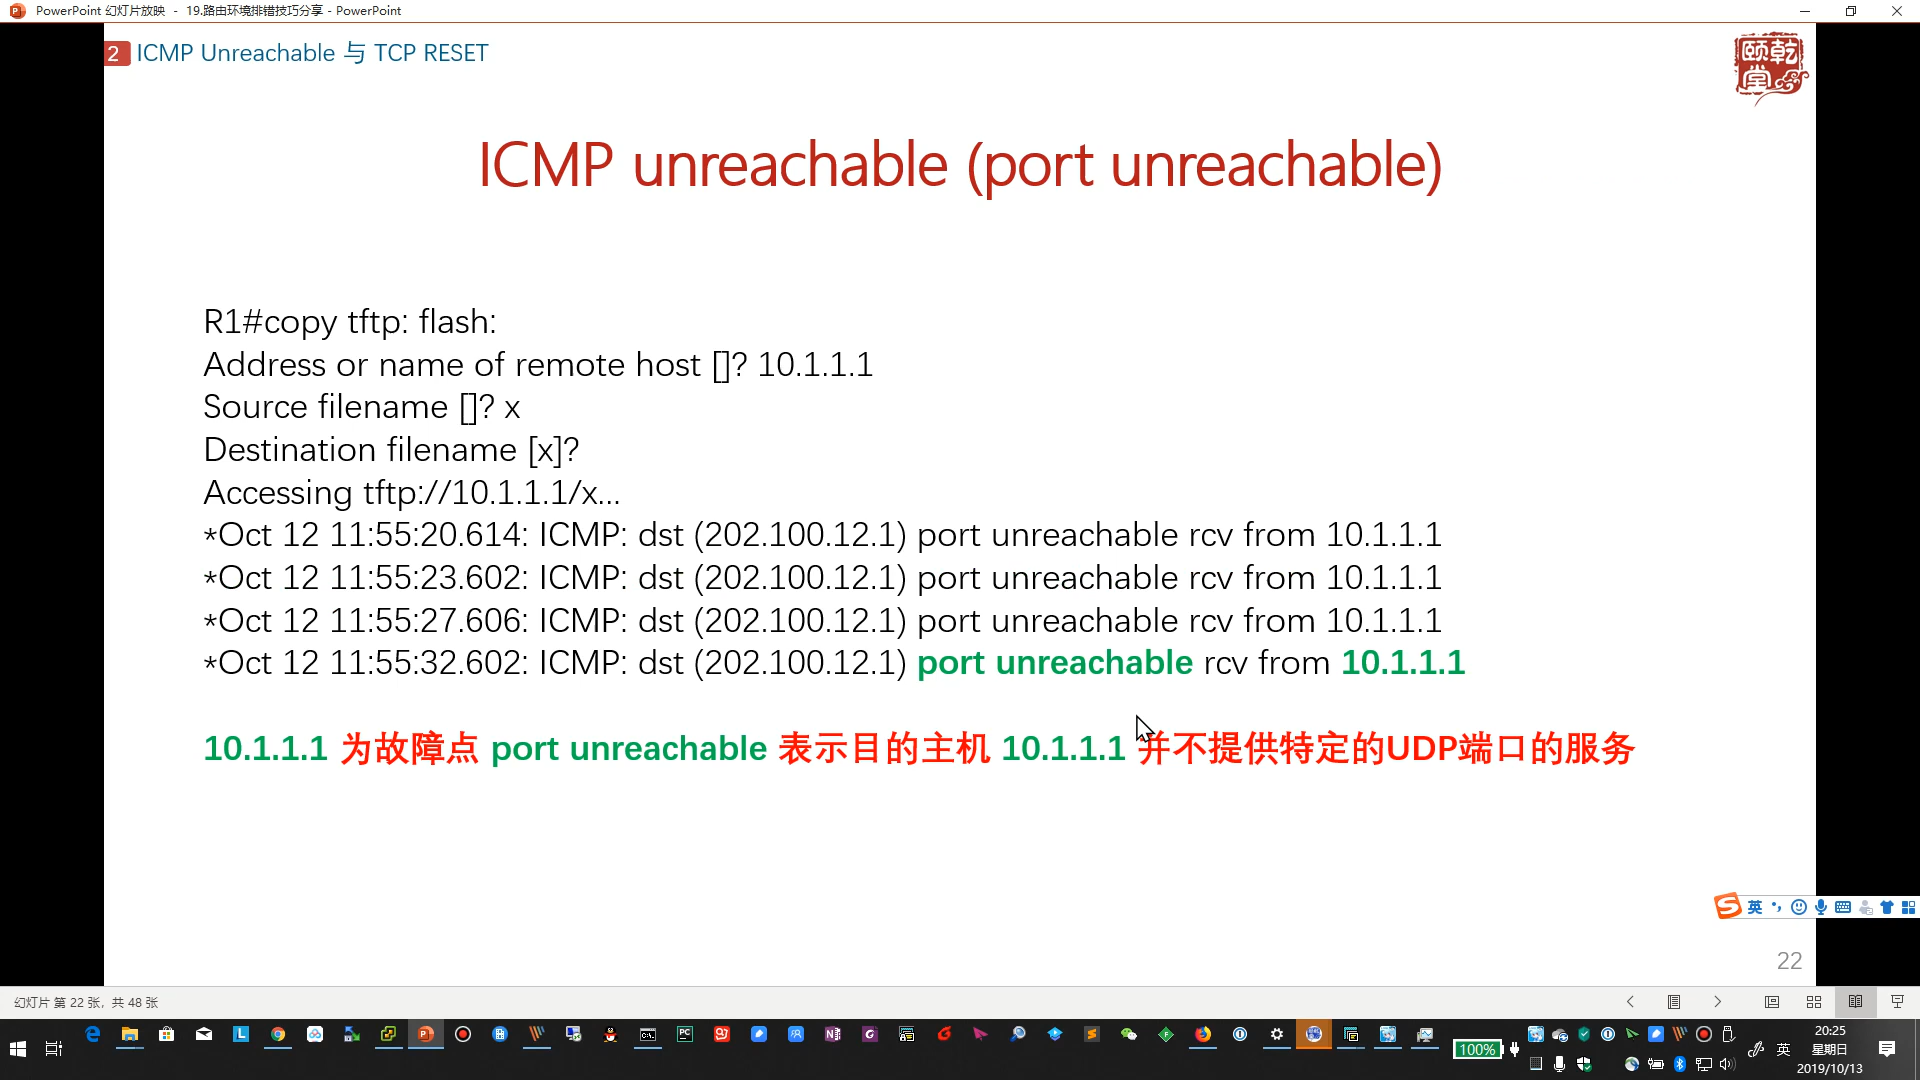 PowerPoint 幻灯片放映 - 19.路由环境排错技巧分享 - PowerPoint
2 ICMP Unreachable 与 TCP RESET
颐乾堂
ICMP unreachable (port unreachable)
R1#copy tftp: flash:
Address or name of remote host []? 10.1.1.1
Source filename []? x
Destination filename [x]?
Accessing tftp://10.1.1.1/x...
*Oct 12 11:55:20.614: ICMP: dst (202.100.12.1) port unreachable rcv from 10.1.1.1
*Oct 12 11:55:23.602: ICMP: dst (202.100.12.1) port unreachable rcv from 10.1.1.1
*Oct 12 11:55:27.606: ICMP: dst (202.100.12.1) port unreachable rcv from 10.1.1.1
*Oct 12 11:55:32.602: ICMP: dst (202.100.12.1) port unreachable rcv from 10.1.1.1
10.1.1.1 为故障点 port unreachable 表示目的主机 10.1.1.1 并不提供特定的UDP端口的服务
英
22
幻灯片 第 22 张，共 48 张
100%
英
20:25
星期日
2019/10/13